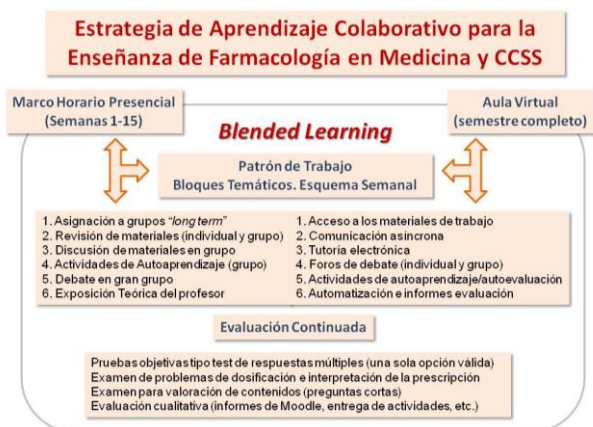 Estrategia de Aprendizaje Colaborativo para la
Enseñanza de Farmacología en Medicina y CCSS
Marco Horario Presencial
(Semanas 1-15)
Aula Virtual
(semestre completo)
Blended Learning
Patrón de Trabajo
Bloques Temáticos. Esquema Semanal
1. Asignación a grupos "long term"
2. Revisión de materiales (individual y grupo)
3. Discusión de materiales en grupo
4. Actividades de Autoaprendizaje (grupo)
5. Debate en gran grupo
6. Exposición Teórica del profesor
1. Acceso a los materiales de trabajo
2. Comunicación asíncrona
3. Tutoría electrónica
4. Foros de debate (individual y grupo)
5. Actividades de autoaprendizaje/autoevaluación
6. Automatización e informes evaluación
Evaluación Continuada
Pruebas objetivas tipo test de respuestas múltiples (una sola opción válida)
Examen de problemas de dosificación e interpretación de la prescripción
Examen para valoración de contenidos (preguntas cortas)
Evaluación cualitativa (informes de Moodle, entrega de actividades, etc.)